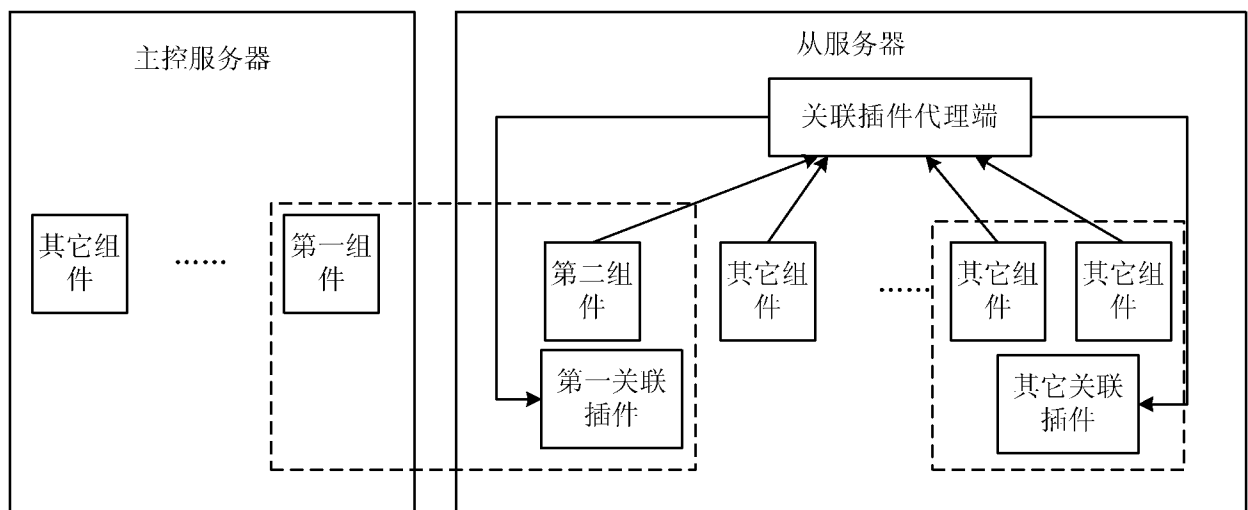 主控服务器
从服务器
关联插件代理端
其它组
件
……
第一组
件
第二组
件
其它组
件
……
其它组
件
其它组
件
第一关联
插件
其它关联
插件